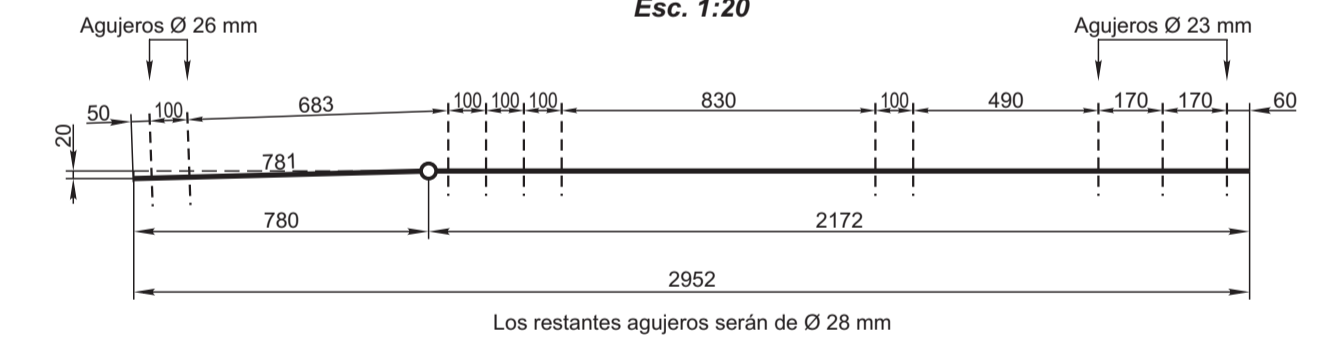 Esc. 1:20
Agujeros Ø 26 mm
Agujeros Ø 23 mm
50 100 683 100 100 100 830 100 490 170 170 60
20
781
780
2172
2952
Los restantes agujeros serán de Ø 28 mm